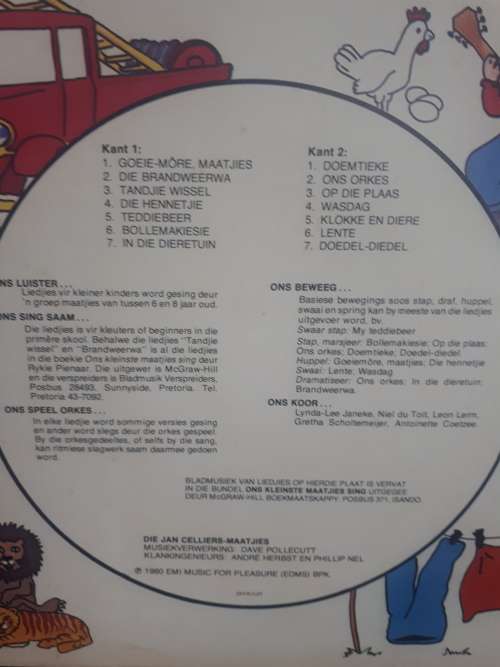 Kant 1:
1. GOEIE-MÔRE, MAATJIES
2. DIE BRANDWEERWA
3. TANDJIE WISSEL
4. DIE HENNETJIE
5. TEDDIEBEER
6. BOLLEMAKIESIE
7. IN DIE DIERETUIN
Kant 2:
1. DOEMTIEKE
2. ONS ORKES
3. OP DIE PLAAS
4. WASDAG
5. KLOKKE EN DIERE
6. LENTE
7. DOEDEL-DIEDEL
NS LUISTER...
Liedjies vir kleiner kinders word gesing deur
'n groep maatjies van tussen 6 en 8 jaar oud.
ONS SING SAAM...
Die liedjies is vir kleuters of beginners in die
primêre skool. Behalwe die liedjies "Tandjie
wissel" en "Brandweerwa" is al die liedjies
in die boekie Ons kleinste maatjies sing deur
Rykie Pienaar. Die uitgewer is McGraw-Hill
en die verspreiders is Bladmusiek Verspreiders,
Posbus 28493, Sunnyside, Pretoria. Tel.
Pretoria 43-7092.
ONS SPEEL ORKES...
In elke liedjie word sommige versies gesing
en ander word slegs deur die orkes gespeel.
By die orkesgedeeltes, of selfs by die sang,
kan ritmiese slagwerk saam daarmee gedoen
word.
ONS BEWEEG...
Basiese bewegings soos stap, draf, huppel,
swaai en spring kan by meeste van die liedjies
uitgevoer word, bv.
Swaar stap: My teddiebeer
Stap, marsjeer: Bollemakiesie; Op die plaas;
Ons orkes; Doemtieke; Doedel-diedel.
Huppel: Goeiemôre, maatjies; Die hennetjie
Swaai: Lente; Wasdag
Dramatiseer: Ons orkes; In die dieretuin;
Brandweerwa.
ONS KOOR...
Lynda-Lee Janeke, Niel du Toit, Leon Leim,
Gretha Scholtemeijer, Antoinette Coetzee.
BLADMUSIEK VAN LIEDJIES OP HIERDIE PLAAT IS VERVAT
IN DIE BUNDEL ONS KLEINSTE MAATJIES SING UITGEGEE
DEUR McGRAW-HILL BOEKMAATSKAPPY: POSBUS 371, ISANDO.
DIE JAN CELLIERS-MAATJIES
MUSIEKVERWERKING: DAVE POLLECUTT
KLANKINGENIEURS: ANDRÉ HERBST EN PHILLIP NEL
℗ 1980 EMI MUSIC FOR PLEASURE (EDMS) BPK.